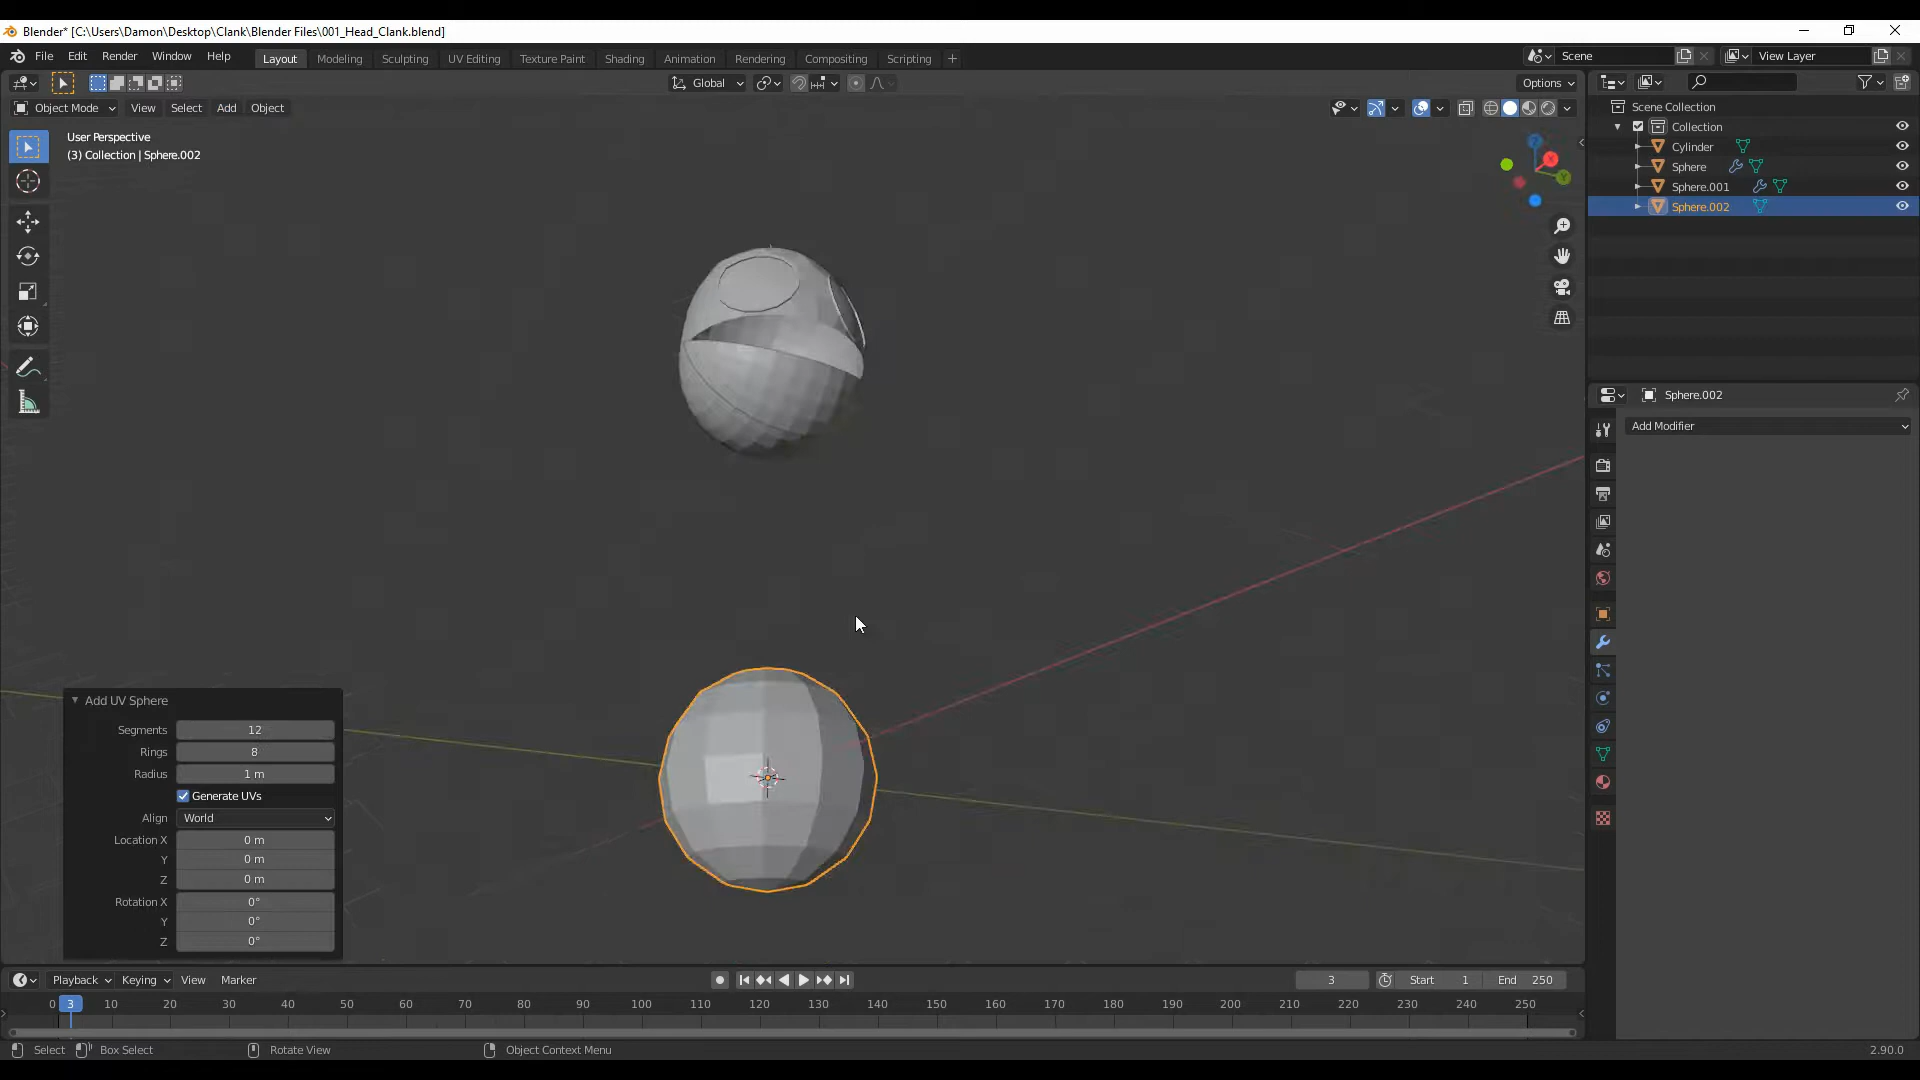 Blender* [C:\Users\Damon\Desktop\Clank\Blender Files\001_Head_Clank.blend]
File Edit Render Window Help Layout Modeling Sculpting UV Editing Texture Paint Shading Animation Rendering Compositing Scripting + Scene View Layer
Global Options
Object Mode View Select Add Object
User Perspective
(3) Collection | Sphere.002
Z
X
Y
Scene Collection
Collection
Cylinder
Sphere
Sphere.001
Sphere.002
Sphere.002
Add Modifier
Add UV Sphere
Segments 12
Rings 8
Radius 1 m
Generate UVs
Align World
Location X 0 m
Y 0 m
Z 0 m
Rotation X 0°
Y 0°
Z 0°
Playback Keying View Marker 3 Start 1 End 250
0 3 10 20 30 40 50 60 70 80 90 100 110 120 130 140 150 160 170 180 190 200 210 220 230 240 250
Select Box Select Rotate View Object Context Menu 2.90.0